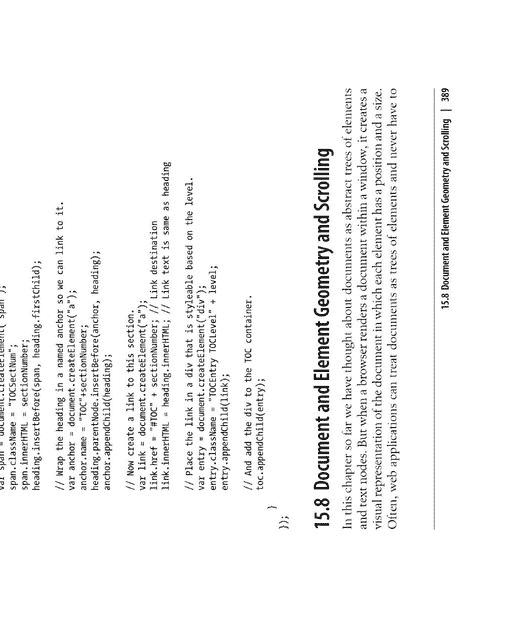 var span = document.createElement("span");
span.className = "TOCSectNum";
span.innerHTML = sectionNumber;
heading.insertBefore(span, heading.firstChild);
// Wrap the heading in a named anchor so we can link to it.
var anchor = document.createElement("a");
anchor.name = "TOC"+sectionNumber;
heading.parentNode.insertBefore(anchor, heading);
anchor.appendChild(heading);
// Now create a link to this section.
var link = document.createElement("a");
link.href = "#TOC" + sectionNumber; // Link destination
link.innerHTML = heading.innerHTML; // Link text is same as heading
// Place the link in a div that is styleable based on the level.
var entry = document.createElement("div");
entry.className = "TOCEntry TOCLevel" + level;
entry.appendChild(link);
// And add the div to the TOC container.
toc.appendChild(entry);
}
});
15.8 Document and Element Geometry and Scrolling
In this chapter so far we have thought about documents as abstract trees of elements
and text nodes. But when a browser renders a document within a window, it creates a
visual representation of the document in which each element has a position and a size.
Often, web applications can treat documents as trees of elements and never have to
15.8 Document and Element Geometry and Scrolling | 389